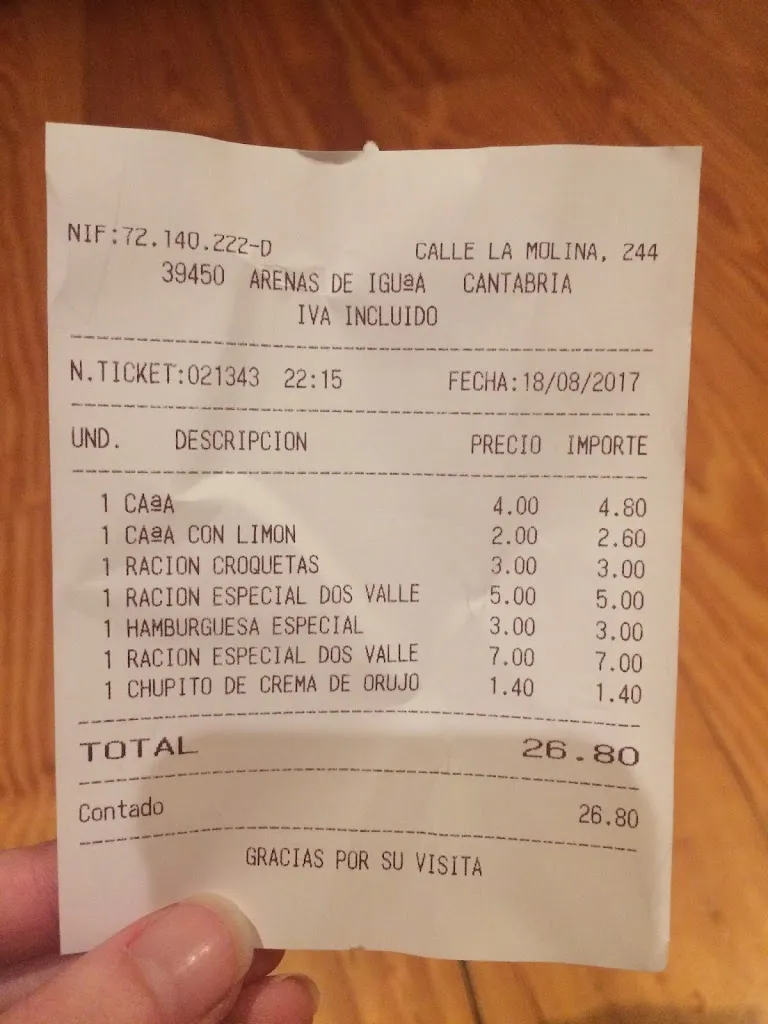 NIF:72.140.222-D CALLE LA MOLINA, 244
39450 ARENAS DE IGUªA CANTABRIA
IVA INCLUIDO
N.TICKET:021343 22:15 FECHA:18/08/2017
UND. DESCRIPCION PRECIO IMPORTE
1 CAªA 4.00 4.80
1 CAªA CON LIMON 2.00 2.60
1 RACION CROQUETAS 3.00 3.00
1 RACION ESPECIAL DOS VALLE 5.00 5.00
1 HAMBURGUESA ESPECIAL 3.00 3.00
1 RACION ESPECIAL DOS VALLE 7.00 7.00
1 CHUPITO DE CREMA DE ORUJO 1.40 1.40
TOTAL 26.80
Contado 26.80
GRACIAS POR SU VISITA